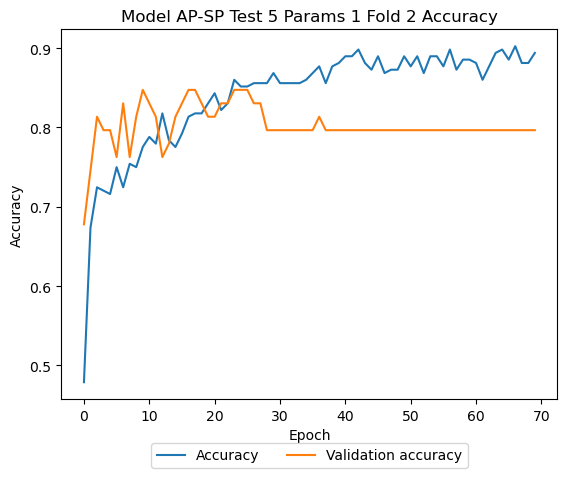 Model AP-SP Test 5 Params 1 Fold 2 Accuracy
0.9
0.8
0.7
0.6
0.5
Accuracy
0 10 20 30 40 50 60 70
Epoch
Accuracy Validation accuracy